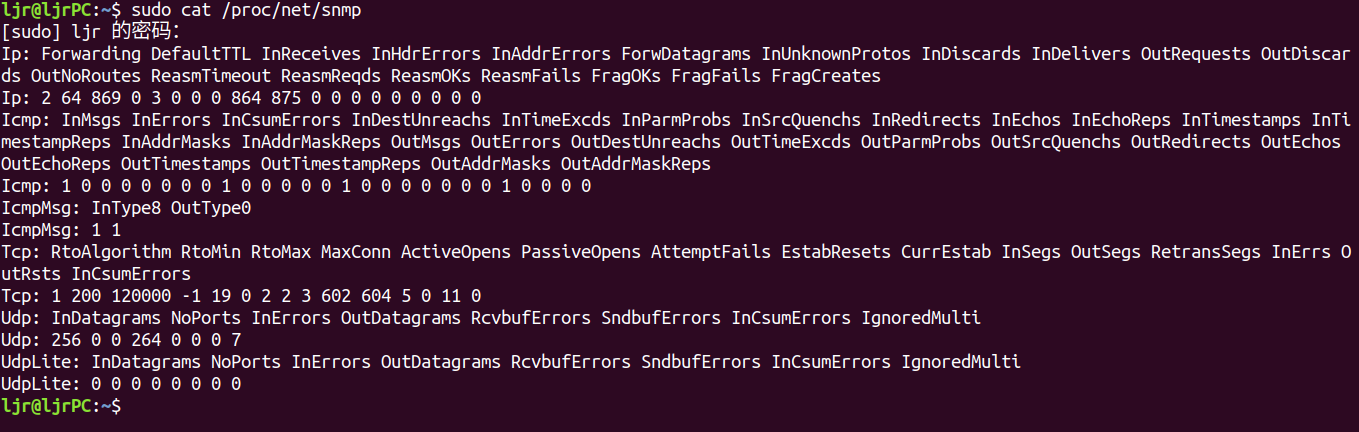 ljr@ljrPC:~$ sudo cat /proc/net/snmp
[sudo] ljr 的密码：
Ip: Forwarding DefaultTTL InReceives InHdrErrors InAddrErrors ForwDatagrams InUnknownProtos InDiscards InDelivers OutRequests OutDiscar
ds OutNoRoutes ReasmTimeout ReasmReqds ReasmOKs ReasmFails FragOKs FragFails FragCreates
Ip: 2 64 869 0 3 0 0 0 864 875 0 0 0 0 0 0 0 0 0
Icmp: InMsgs InErrors InCsumErrors InDestUnreachs InTimeExcds InParmProbs InSrcQuenchs InRedirects InEchos InEchoReps InTimestamps InTi
mestampReps InAddrMasks InAddrMaskReps OutMsgs OutErrors OutDestUnreachs OutTimeExcds OutParmProbs OutSrcQuenchs OutRedirects OutEchos
OutEchoReps OutTimestamps OutTimestampReps OutAddrMasks OutAddrMaskReps
Icmp: 1 0 0 0 0 0 0 0 1 0 0 0 0 0 1 0 0 0 0 0 0 0 1 0 0 0 0
IcmpMsg: InType8 OutType0
IcmpMsg: 1 1
Tcp: RtoAlgorithm RtoMin RtoMax MaxConn ActiveOpens PassiveOpens AttemptFails EstabResets CurrEstab InSegs OutSegs RetransSegs InErrs O
utRsts InCsumErrors
Tcp: 1 200 120000 -1 19 0 2 2 3 602 604 5 0 11 0
Udp: InDatagrams NoPorts InErrors OutDatagrams RcvbufErrors SndbufErrors InCsumErrors IgnoredMulti
Udp: 256 0 0 264 0 0 0 7
UdpLite: InDatagrams NoPorts InErrors OutDatagrams RcvbufErrors SndbufErrors InCsumErrors IgnoredMulti
UdpLite: 0 0 0 0 0 0 0 0
ljr@ljrPC:~$